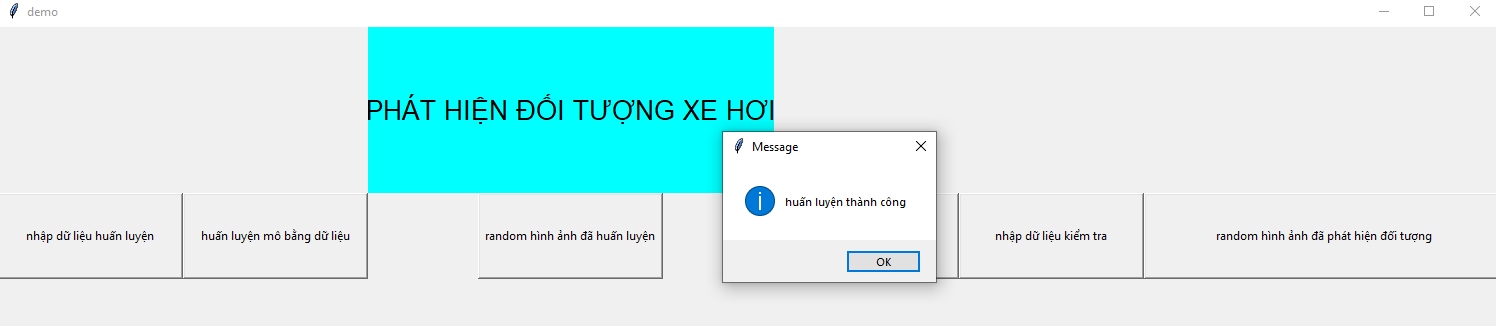 demo
PHÁT HIỆN ĐỐI TƯỢNG XE HƠI
Message
huấn luyện thành công
OK
nhập dữ liệu huấn luyện
huấn luyện mô bằng dữ liệu
random hình ảnh đã huấn luyện
nhập dữ liệu kiểm tra
random hình ảnh đã phát hiện đối tượng